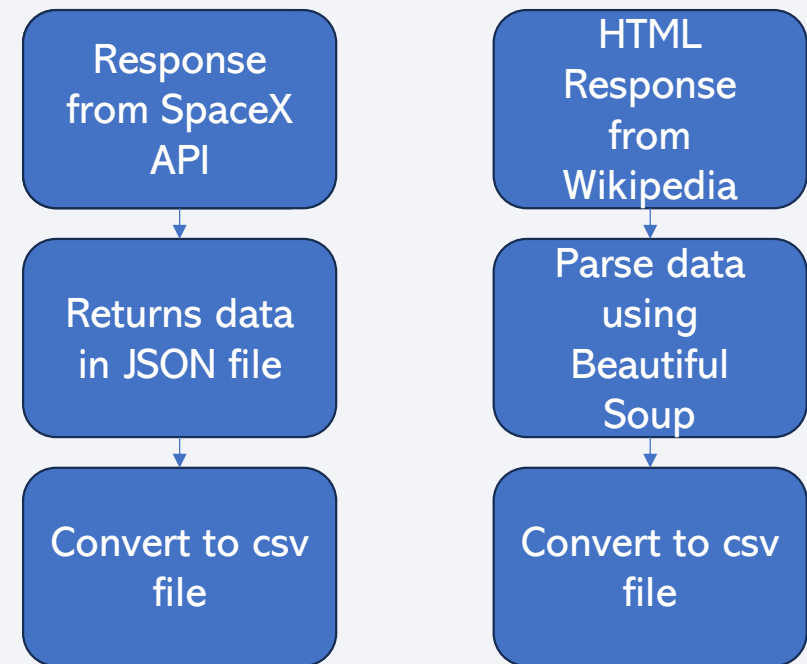 Response
from SpaceX
API
Returns data
in JSON file
Convert to csv
file
HTML
Response
from
Wikipedia
Parse data
using
Beautiful
Soup
Convert to csv
file